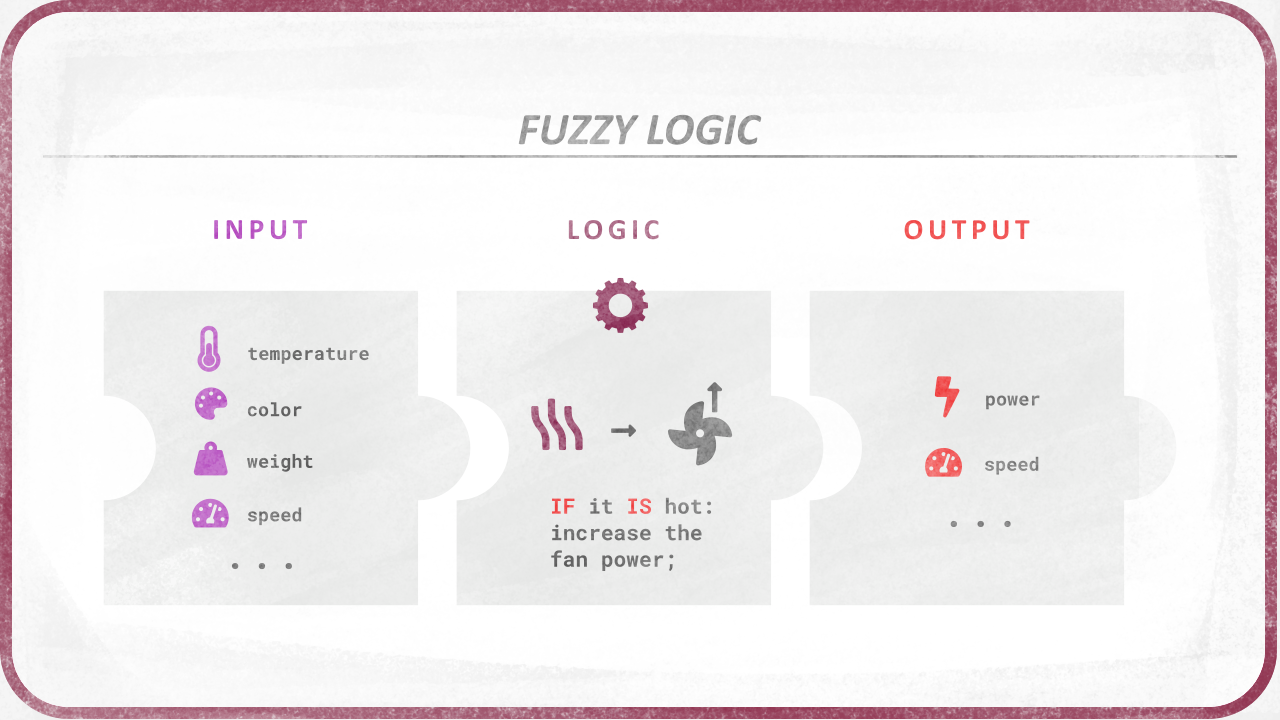 FUZZY LOGIC
INPUT
LOGIC
OUTPUT
temperature
color
weight
speed
. . .
IF it IS hot:
increase the
fan power;
power
speed
. . .